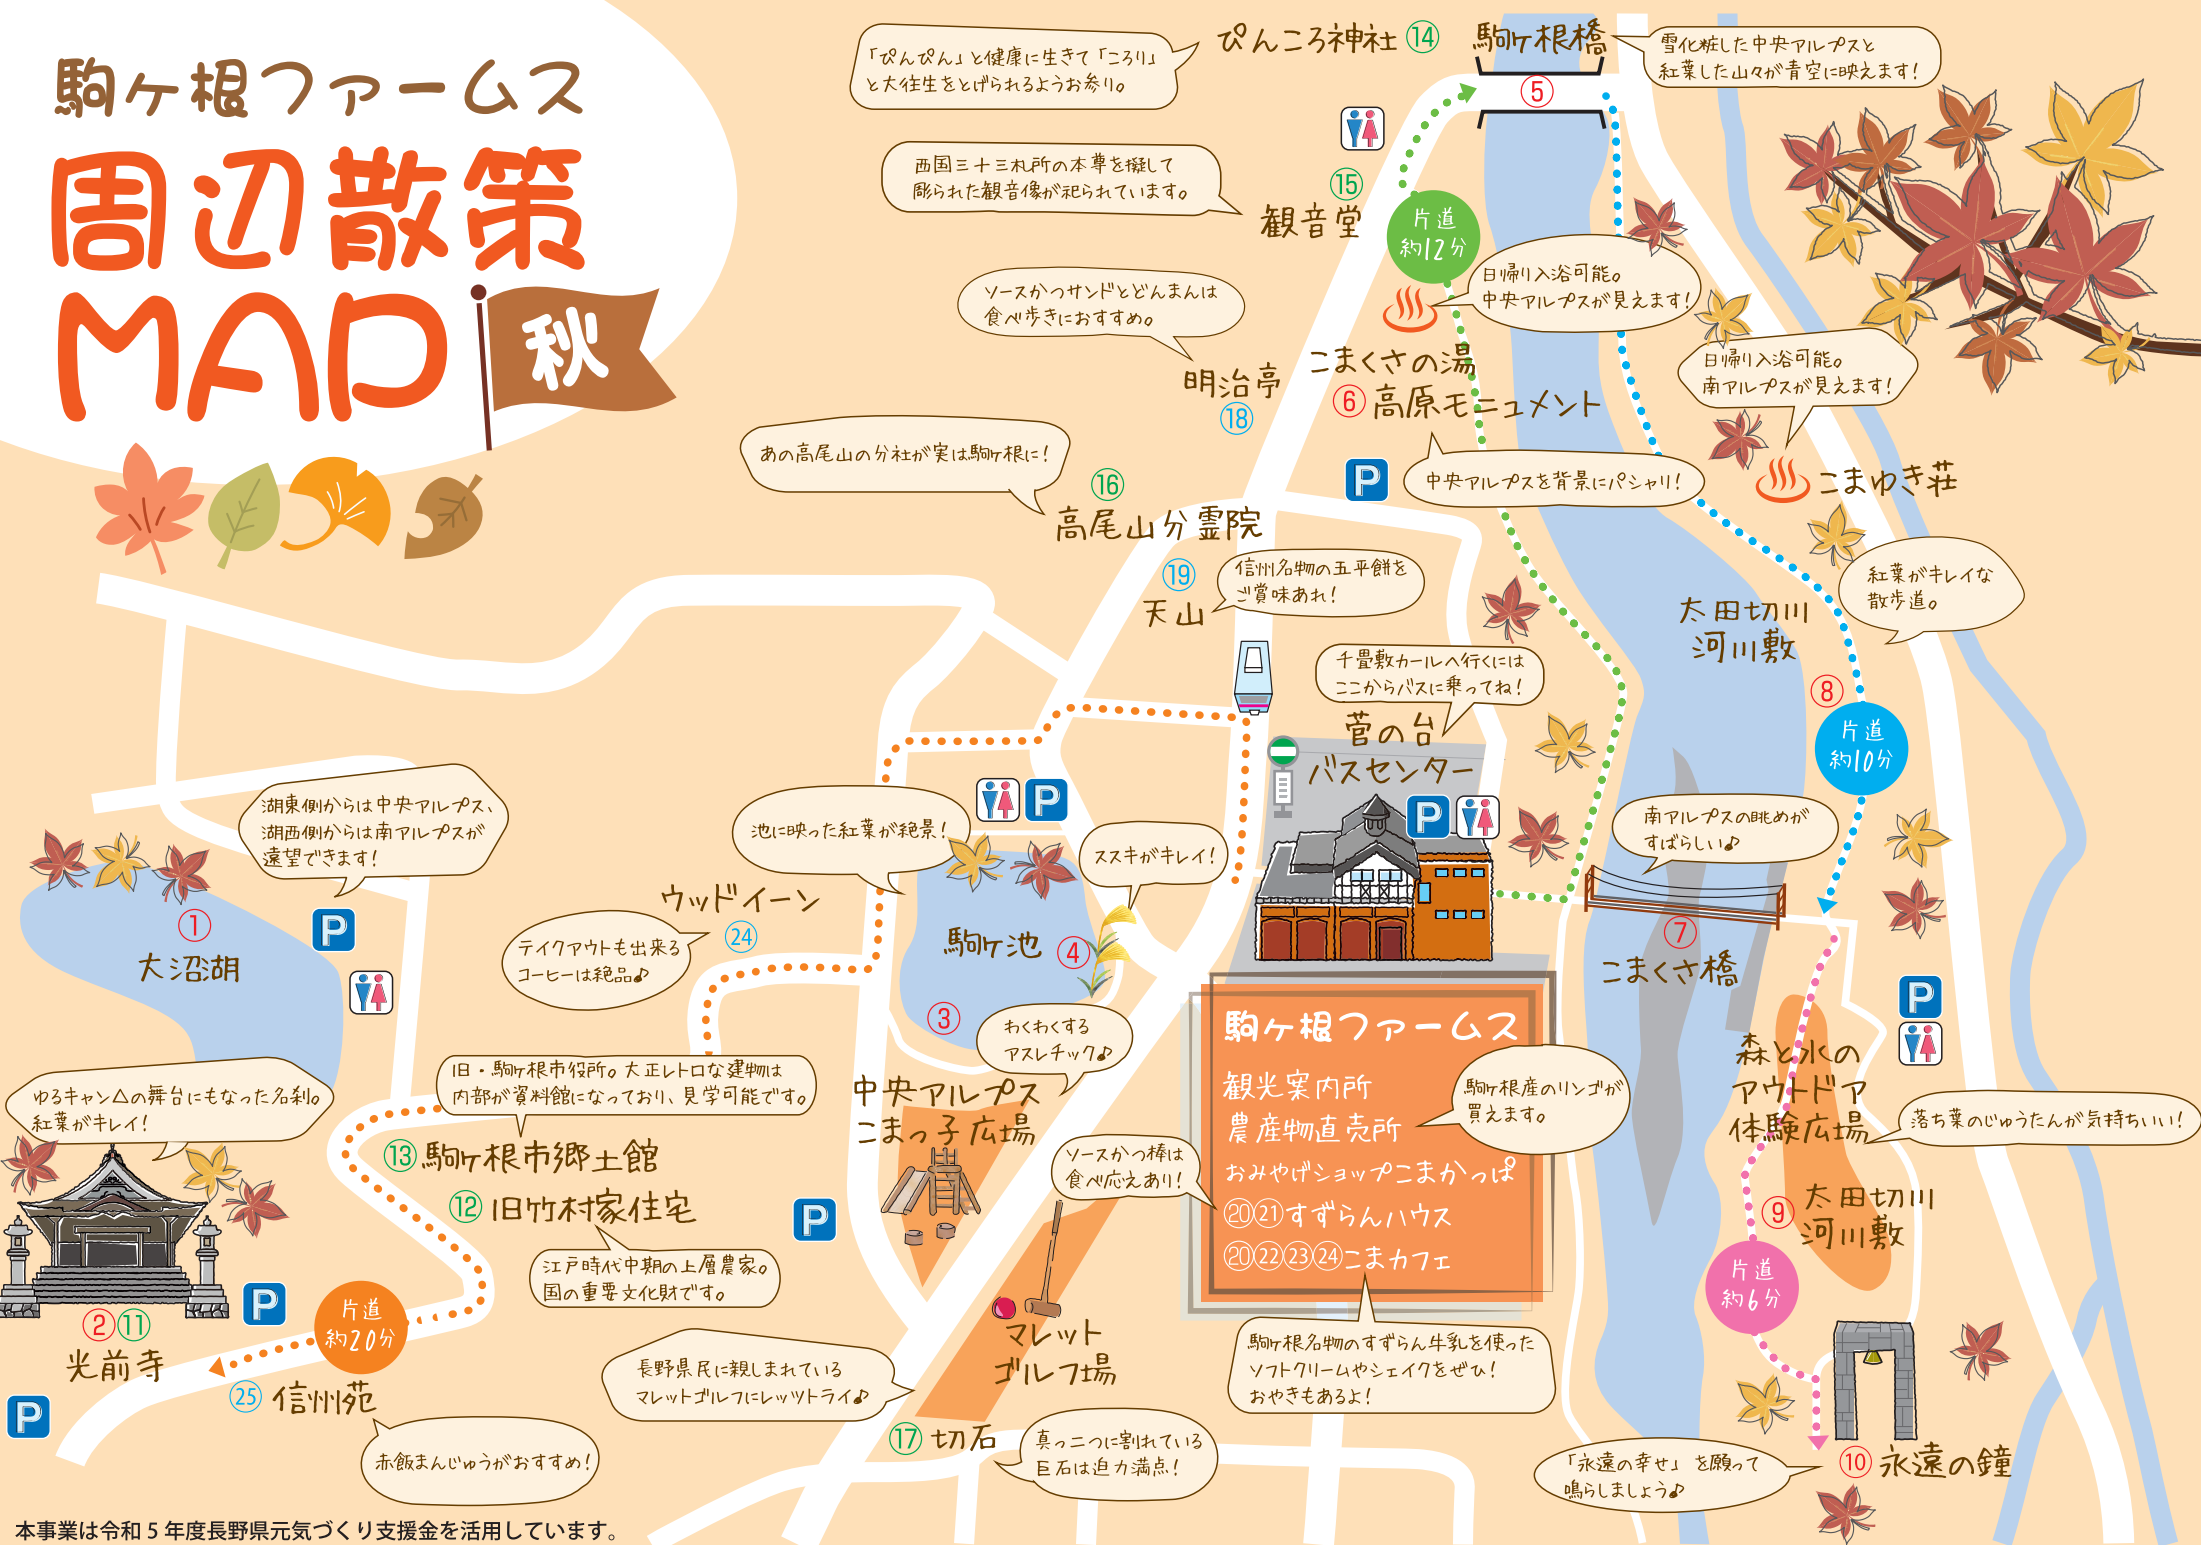 駒ヶ根ファームス
周辺散策
MAP
秋
「ぴんぴん」と健康に生きて「ころり」
と大往生をとげられるようお参り。
ぴんころ神社 ⑭
駒ヶ根橋
⑤
雪化粧した中央アルプスと
紅葉した山々が青空に映えます!
西国三十三札所の本尊を擬して
彫られた観音像が祀られています。
⑮
観音堂
片道
約12分
日帰り入浴可能。
中央アルプスが見えます!
ソースかつサンドとどんまんは
食べ歩きにおすすめ。
明治亭
⑱
こまくさの湯
⑥ 高原モニュメント
日帰り入浴可能。
南アルプスが見えます!
こまゆき荘
P
中央アルプスを背景にパシャリ!
あの高尾山の分社が実は駒ヶ根に!
⑯
高尾山分霊院
⑲
天山
信州名物の五平餅を
ご賞味あれ!
紅葉がキレイな
散歩道。
太田切川
河川敷
⑧
片道
約10分
千畳敷カールへ行くには
ここからバスに乗ってね!
菅の台
バスセンター
P
湖東側からは中央アルプス、
湖西側からは南アルプスが
遠望できます!
①
大沼湖
P
池に映った紅葉が絶景!
P
ススキがキレイ!
南アルプスの眺めが
すばらしい♪
ウッドイーン
㉔
テイクアウトも出来る
コーヒーは絶品♪
駒ヶ池 ④
③
⑦
こまくさ橋
わくわくする
アスレチック♪
中央アルプス
こまっ子広場
駒ヶ根ファームス
観光案内所
農産物直売所
おみやげショップこまかっぱ
⑳㉑すずらんハウス
⑳㉒㉓㉔こまカフェ
駒ヶ根産のリンゴが
買えます。
P
森と水の
アウトドア
体験広場
落ち葉のじゅうたんが気持ちいい!
ゆるキャン△の舞台にもなった名刹。
紅葉がキレイ!
旧・駒ヶ根市役所。大正レトロな建物は
内部が資料館になっており、見学可能です。
⑬ 駒ヶ根市郷土館
⑫ 旧竹村家住宅
江戸時代中期の上層農家。
国の重要文化財です。
P
ソースかつ棒は
食べ応えあり!
⑨ 太田切川
河川敷
片道
約6分
②⑪
光前寺
P
片道
約20分
㉕ 信州苑
P
赤飯まんじゅうがおすすめ!
長野県民に親しまれている
マレットゴルフにレッツトライ♪
マレット
ゴルフ場
駒ヶ根名物のすずらん牛乳を使った
ソフトクリームやシェイクをぜひ!
おやきもあるよ!
⑰ 切石
真っ二つに割れている
巨石は迫力満点!
「永遠の幸せ」を願って
鳴らしましょう♪
⑩ 永遠の鐘
本事業は令和5年度長野県元気づくり支援金を活用しています。